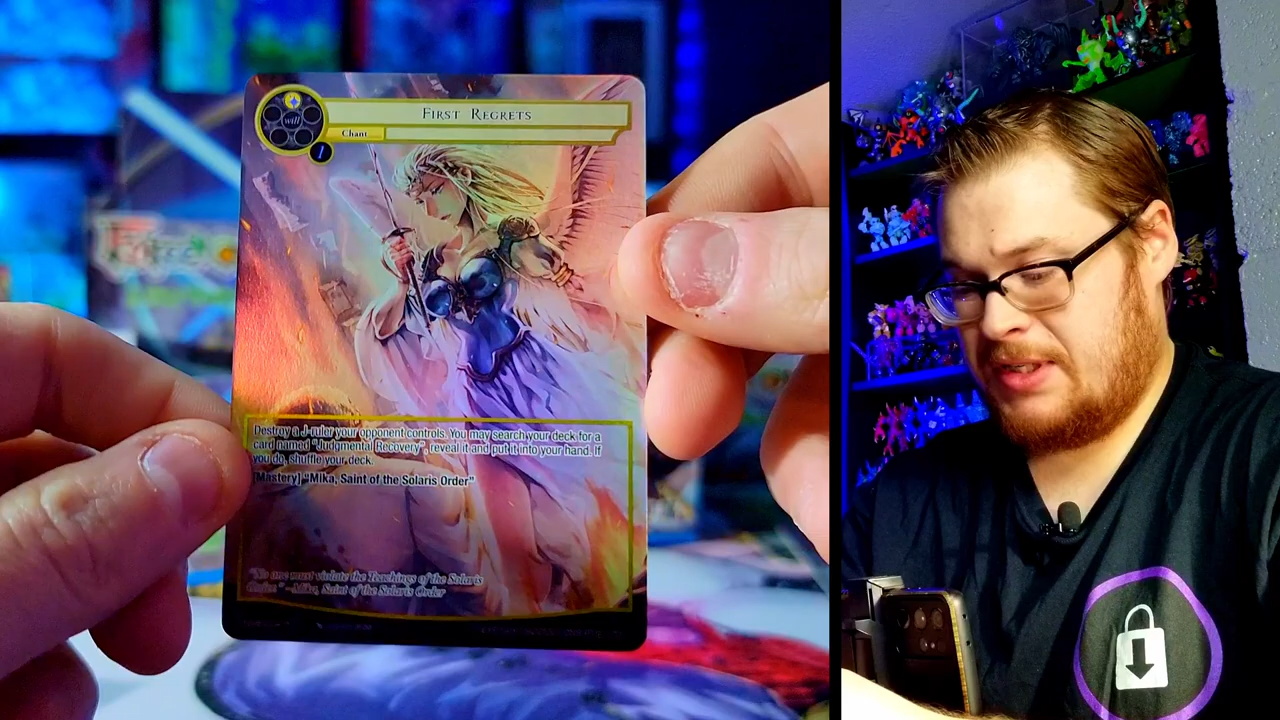 FIRST REGRETS
will
Chant
1
Destroy a J-ruler your opponent controls. You may search your deck for a
card named "Judgmental Recovery", reveal it and put it into your hand. If
you do, shuffle your deck.
[Mastery] "Mika, Saint of the Solaris Order"
"No one must violate the Teachings of the Solaris
Order." –Mika, Saint of the Solaris Order